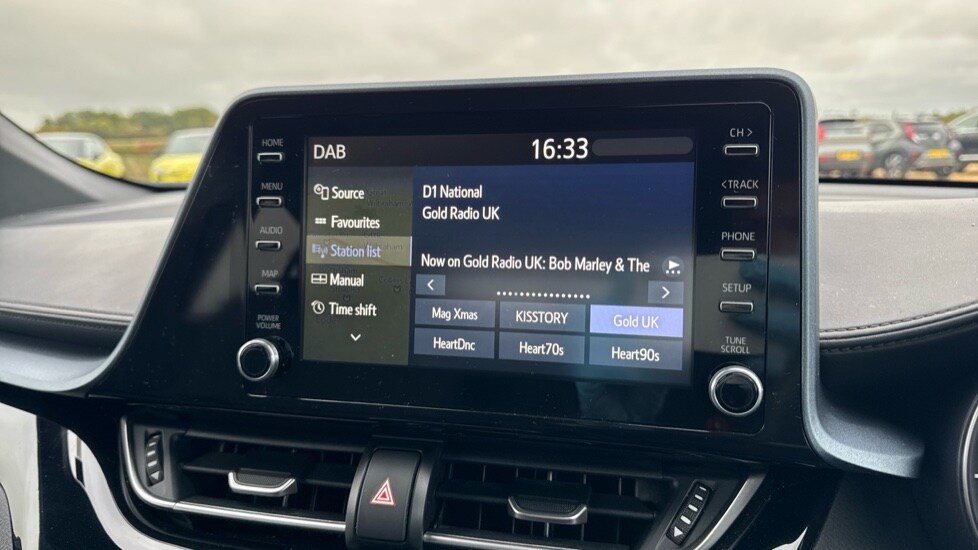 HOME
MENU
AUDIO
MAP
POWER
VOLUME
DAB
16:33
Source
Favourites
Station list
Manual
Time shift
D1 National
Gold Radio UK
Now on Gold Radio UK: Bob Marley & The
Mag Xmas KISSTORY Gold UK
HeartDnc Heart70s Heart90s
CH >
< TRACK
PHONE
SETUP
TUNE
SCROLL